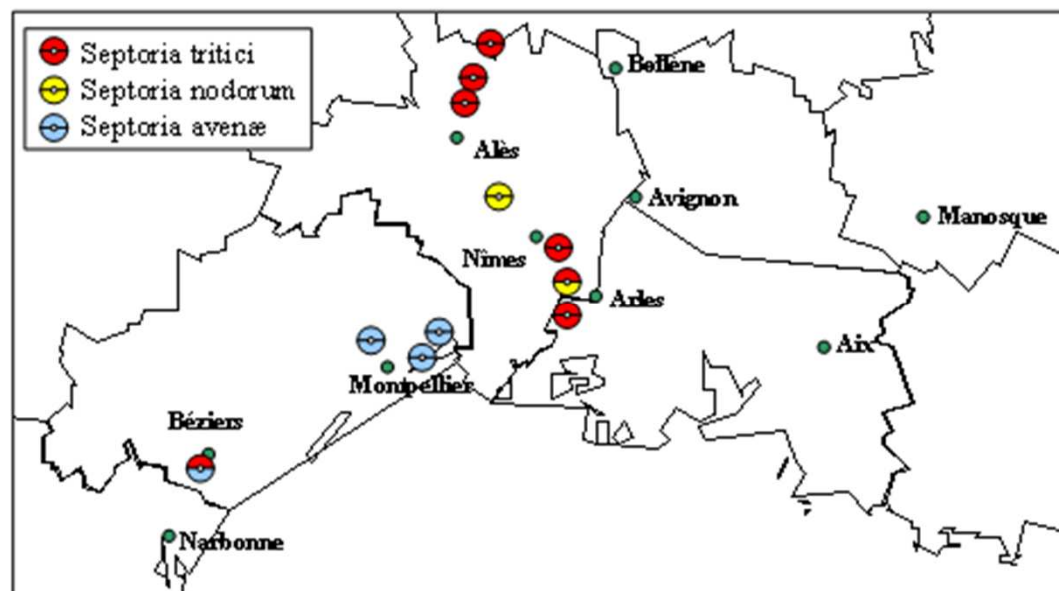 Septoria tritici
Septoria nodorum
Septoria avenæ
Bollène
Alès
Avignon
Manosque
Nîmes
Arles
Aix
Montpellier
Béziers
Narbonne